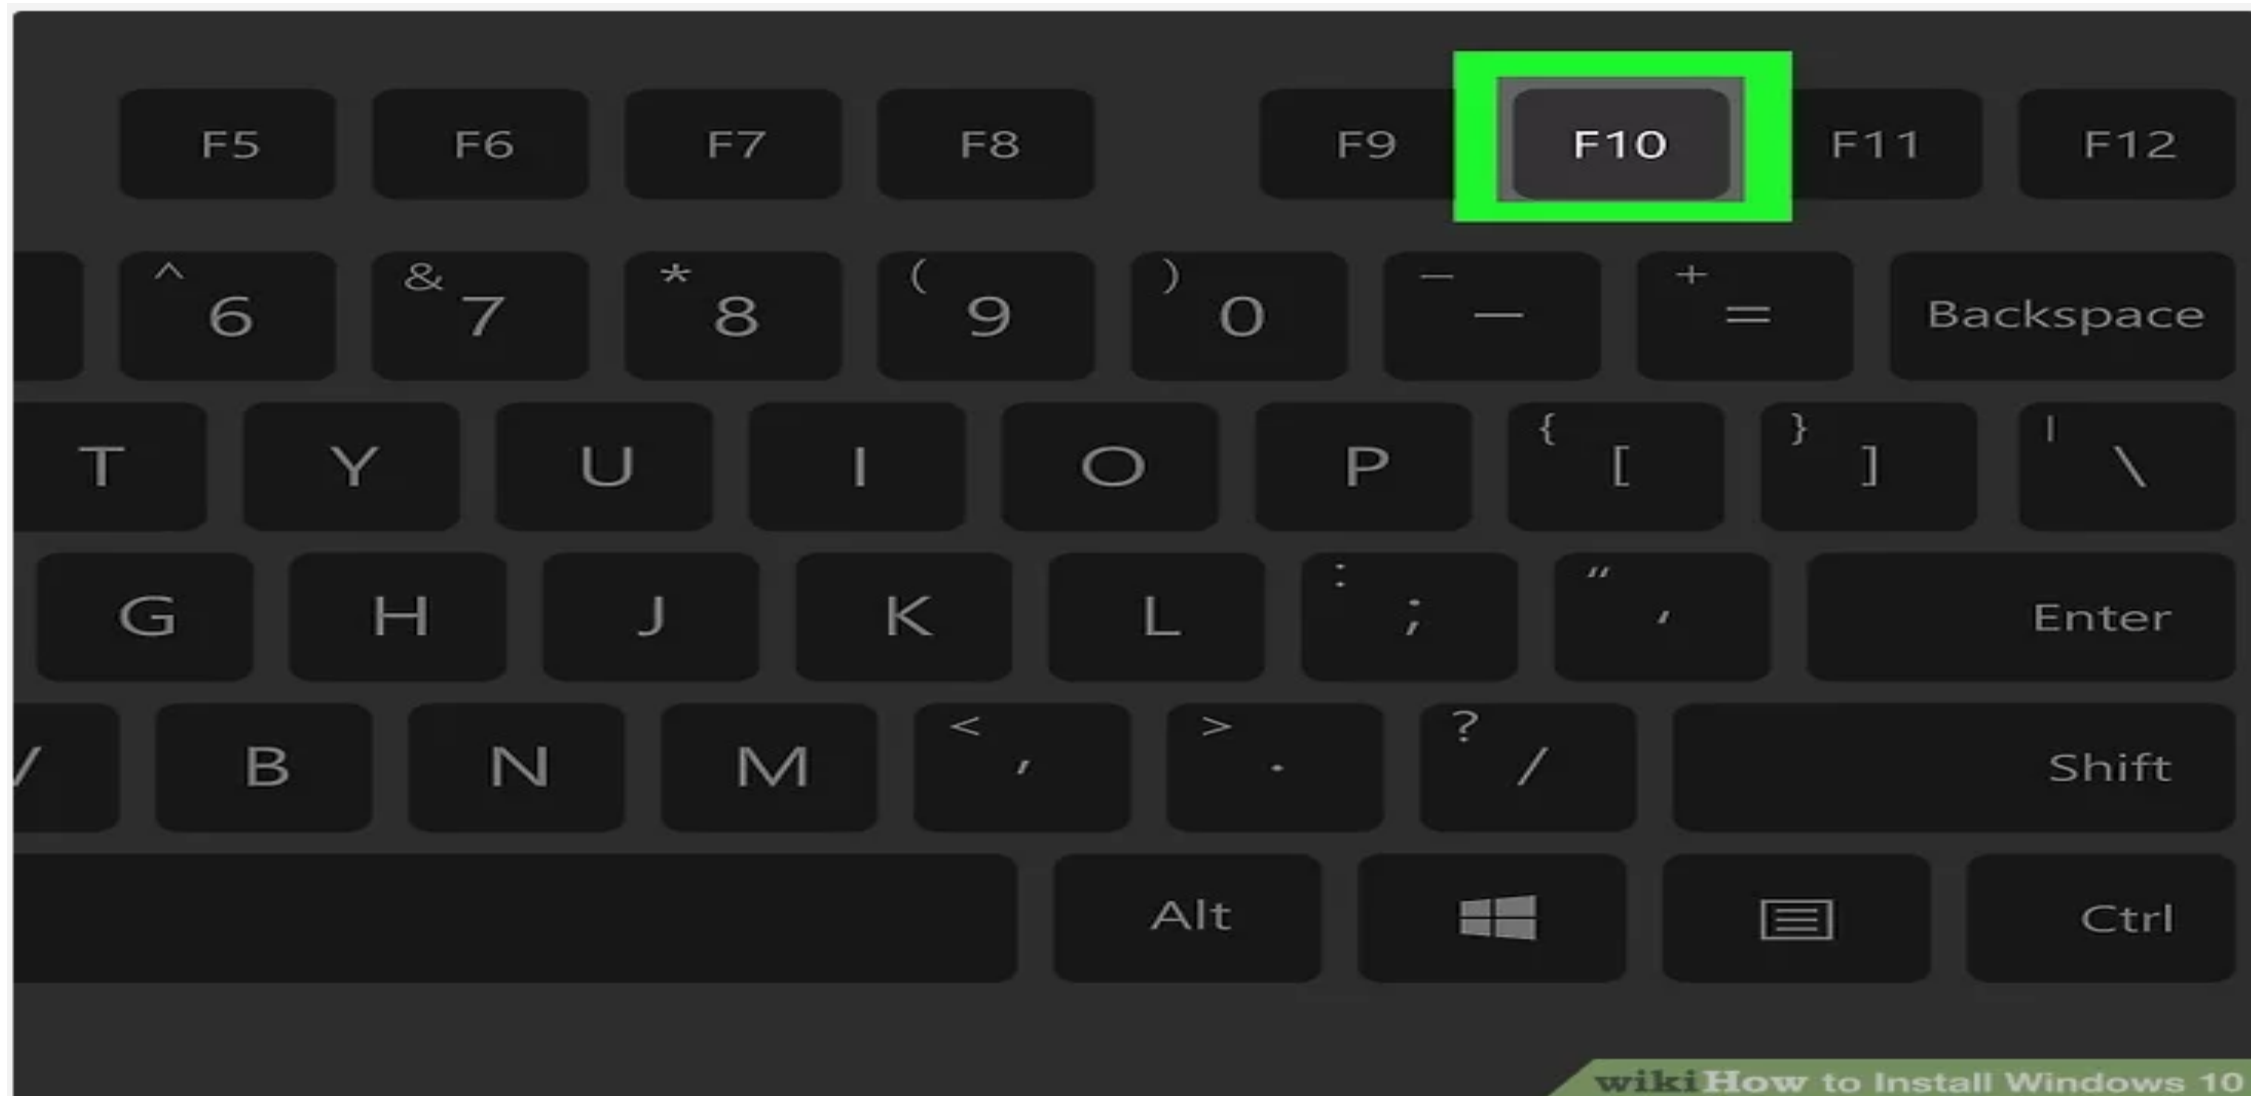 F5 F6 F7 F8 F9 F10 F11 F12
^ & * ( ) — +
6 7 8 9 0 — = Backspace
{ } |
T Y U I O P [ ] \
: “
G H J K L ; ' Enter
< > ?
V B N M , . / Shift
Alt Ctrl
wikiHow to Install Windows 10